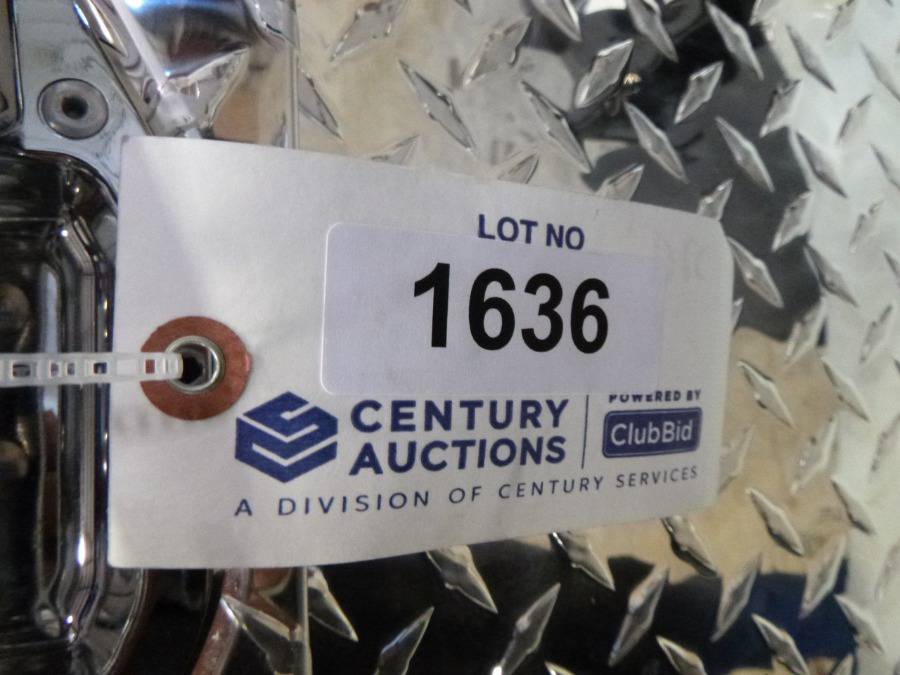 LOT NO
1636
CENTURY
AUCTIONS
POWERED BY
ClubBid
A DIVISION OF CENTURY SERVICES